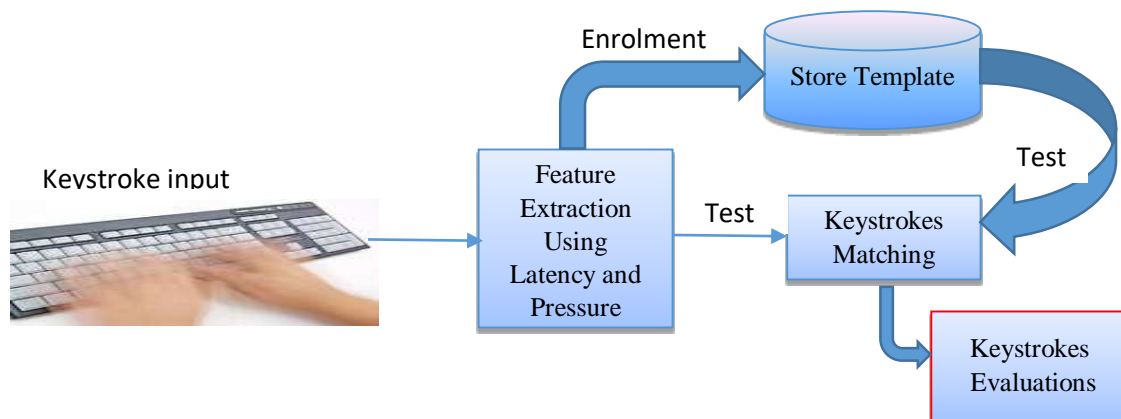 Enrolment
Store Template
Keystroke input
Feature
Extraction
Using
Latency and
Pressure
Test
Keystrokes
Matching
Test
Keystrokes
Evaluations